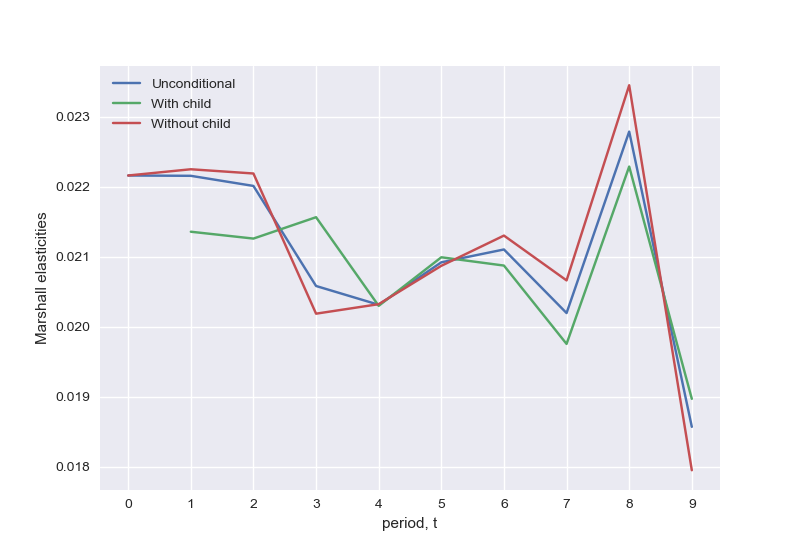 Unconditional
With child
Without child
Marshall elasticities
0.023
0.022
0.021
0.020
0.019
0.018
0 1 2 3 4 5 6 7 8 9
period, t